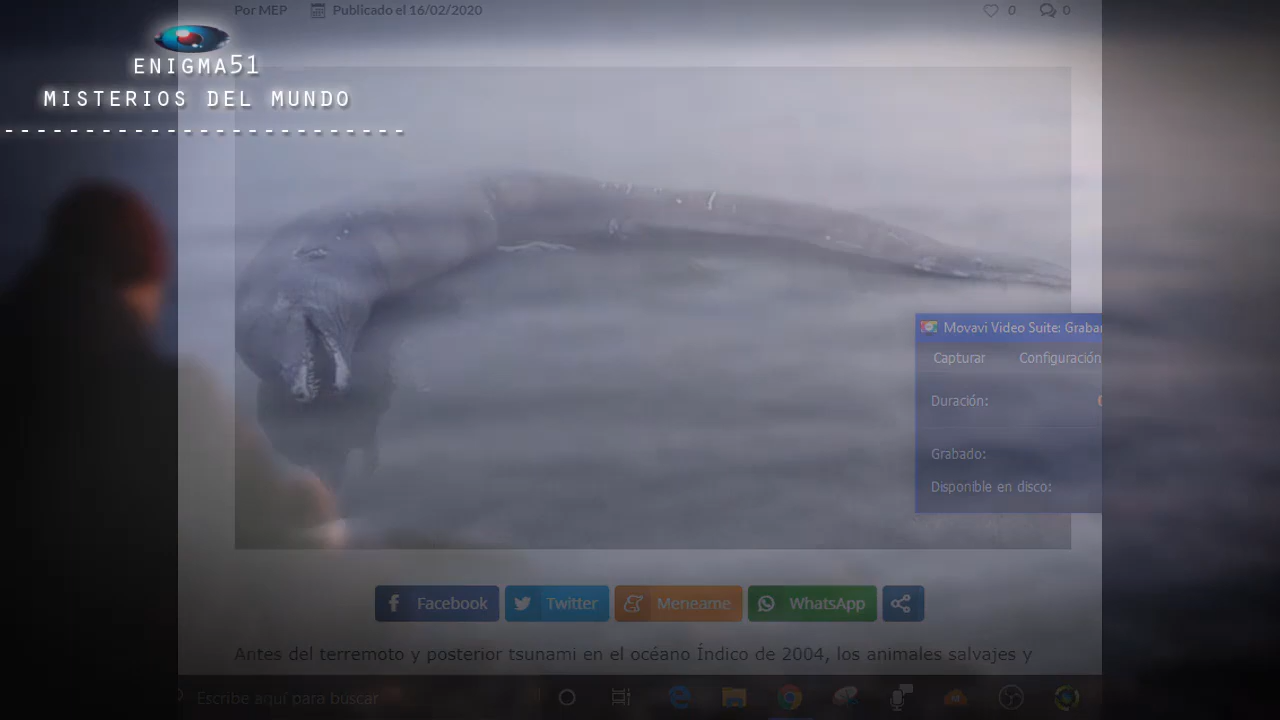 Por MEP Publicado el 16/02/2020 0 0
ENIGMA51
MISTERIOS DEL MUNDO
Movavi Video Suite: Graba
Capturar Configuración
Duración:
Grabado:
Disponible en disco:
Facebook Twitter Meneame WhatsApp
Antes del terremoto y posterior tsunami en el océano Índico de 2004, los animales salvajes y
Escribe aquí para buscar